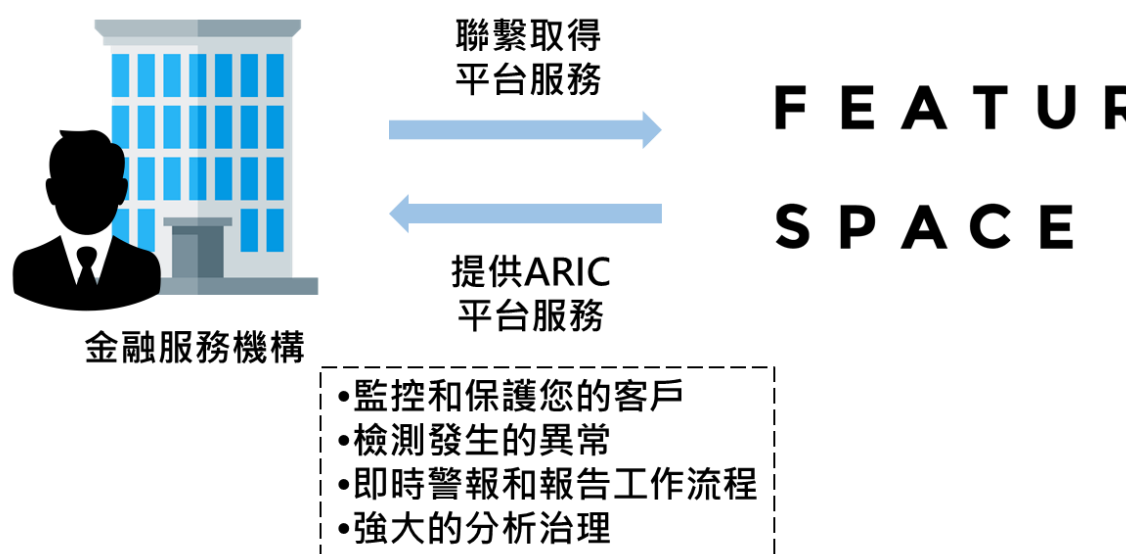 聯繫取得
平台服務
FEATUR
SPACE
提供ARIC
平台服務
金融服務機構
•監控和保護您的客戶
•檢測發生的異常
•即時警報和報告工作流程
•強大的分析治理